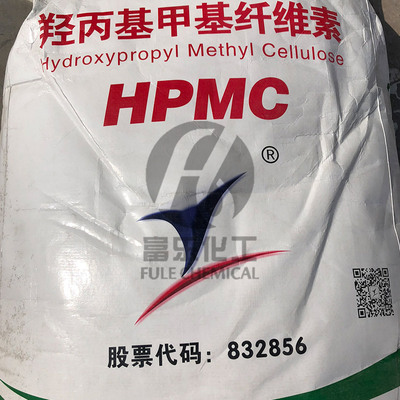 羟丙基甲基纤维素
Hydroxypropyl Methyl Cellulose
HPMC
®
富乐化工
FULE CHEMICAL
股票代码：832856